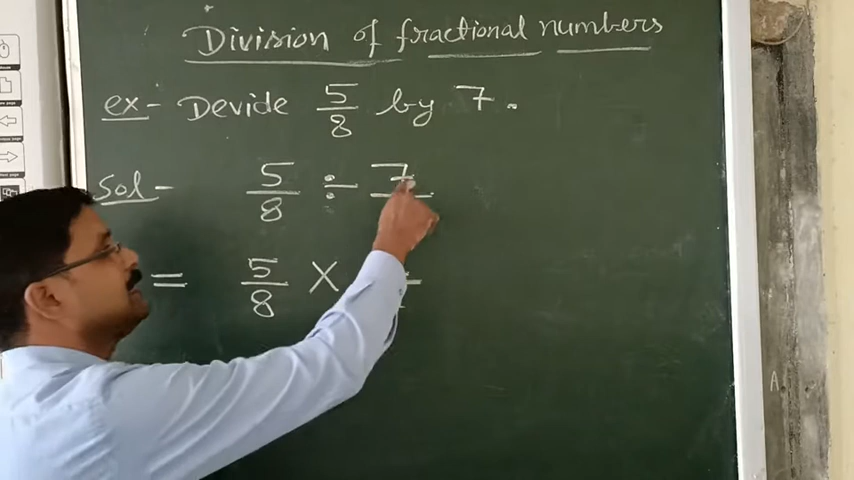 Division of fractional numbers
ex- Devide 5/8 by 7.
Sol- 5/8 ÷ 7
= 5/8 ×